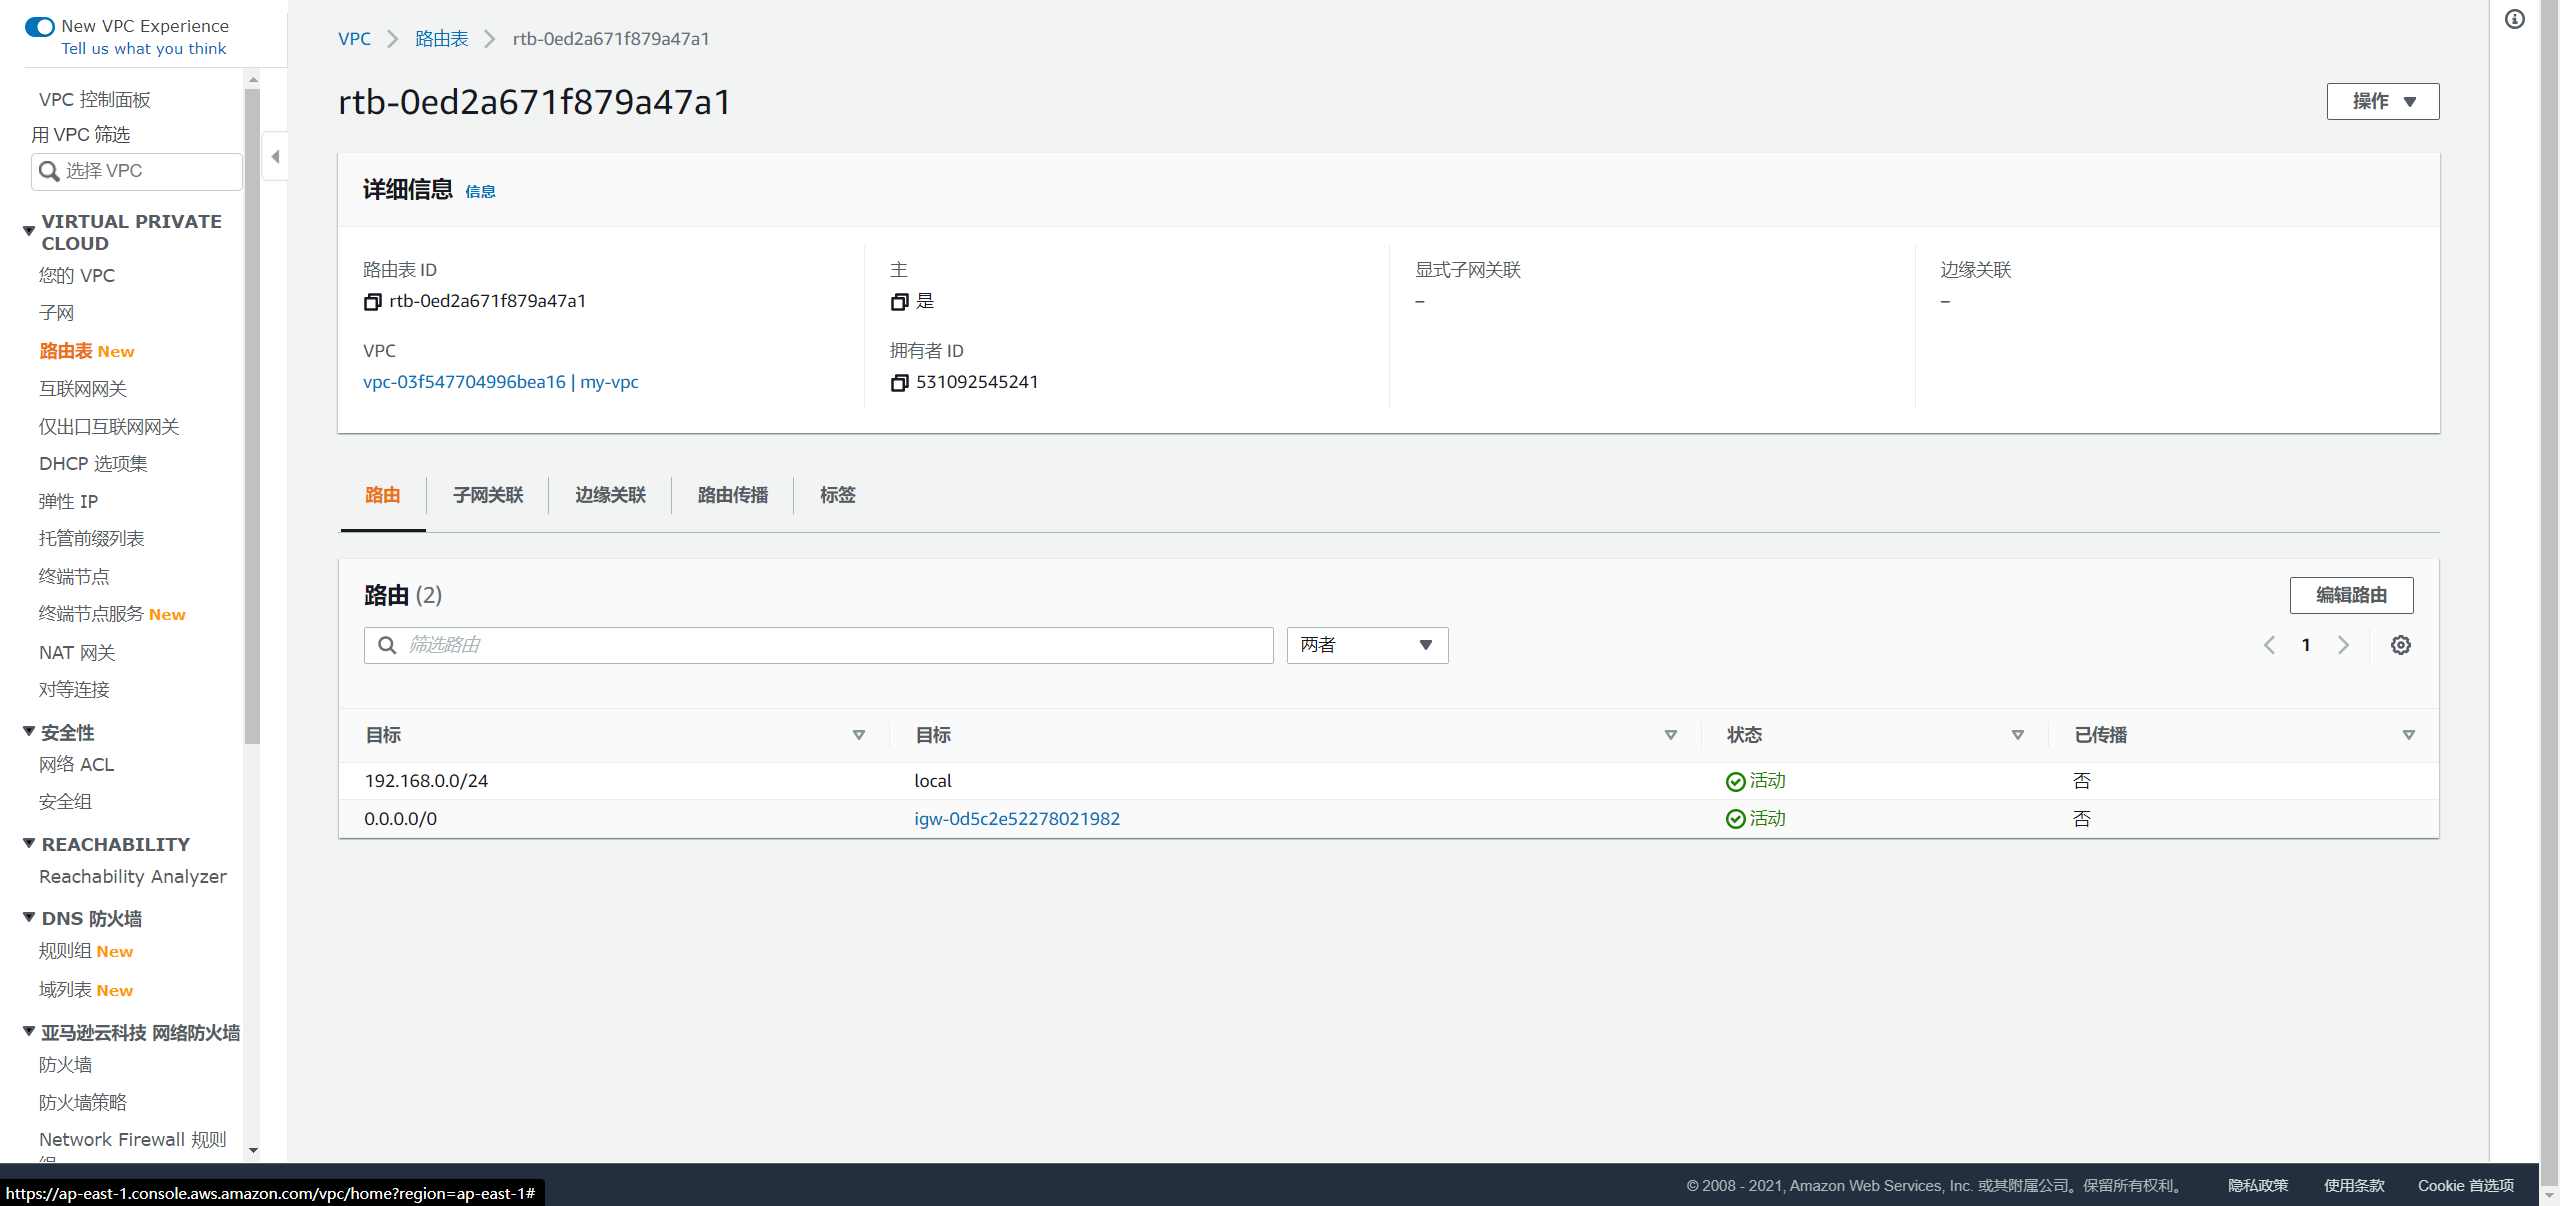 New VPC Experience
Tell us what you think
VPC 控制面板
用 VPC 筛选
选择 VPC
VIRTUAL PRIVATE
CLOUD
您的 VPC
子网
路由表 New
互联网网关
仅出口互联网网关
DHCP 选项集
弹性 IP
托管前缀列表
终端节点
终端节点服务 New
NAT 网关
对等连接
安全性
网络 ACL
安全组
REACHABILITY
Reachability Analyzer
DNS 防火墙
规则组 New
域列表 New
亚马逊云科技 网络防火墙
防火墙
防火墙策略
Network Firewall 规则
VPC 路由表 rtb-0ed2a671f879a47a1
rtb-0ed2a671f879a47a1
操作
详细信息 信息
路由表 ID
rtb-0ed2a671f879a47a1
主
是
显式子网关联
–
边缘关联
–
VPC
vpc-03f547704996bea16 | my-vpc
拥有者 ID
531092545241
路由 子网关联 边缘关联 路由传播 标签
路由 (2)
编辑路由
筛选路由
两者
1
目标 目标 状态 已传播
192.168.0.0/24 local 活动 否
0.0.0.0/0 igw-0d5c2e52278021982 活动 否
https://ap-east-1.console.aws.amazon.com/vpc/home?region=ap-east-1#
© 2008 - 2021, Amazon Web Services, Inc. 或其附属公司。保留所有权利。 隐私政策 使用条款 Cookie 首选项